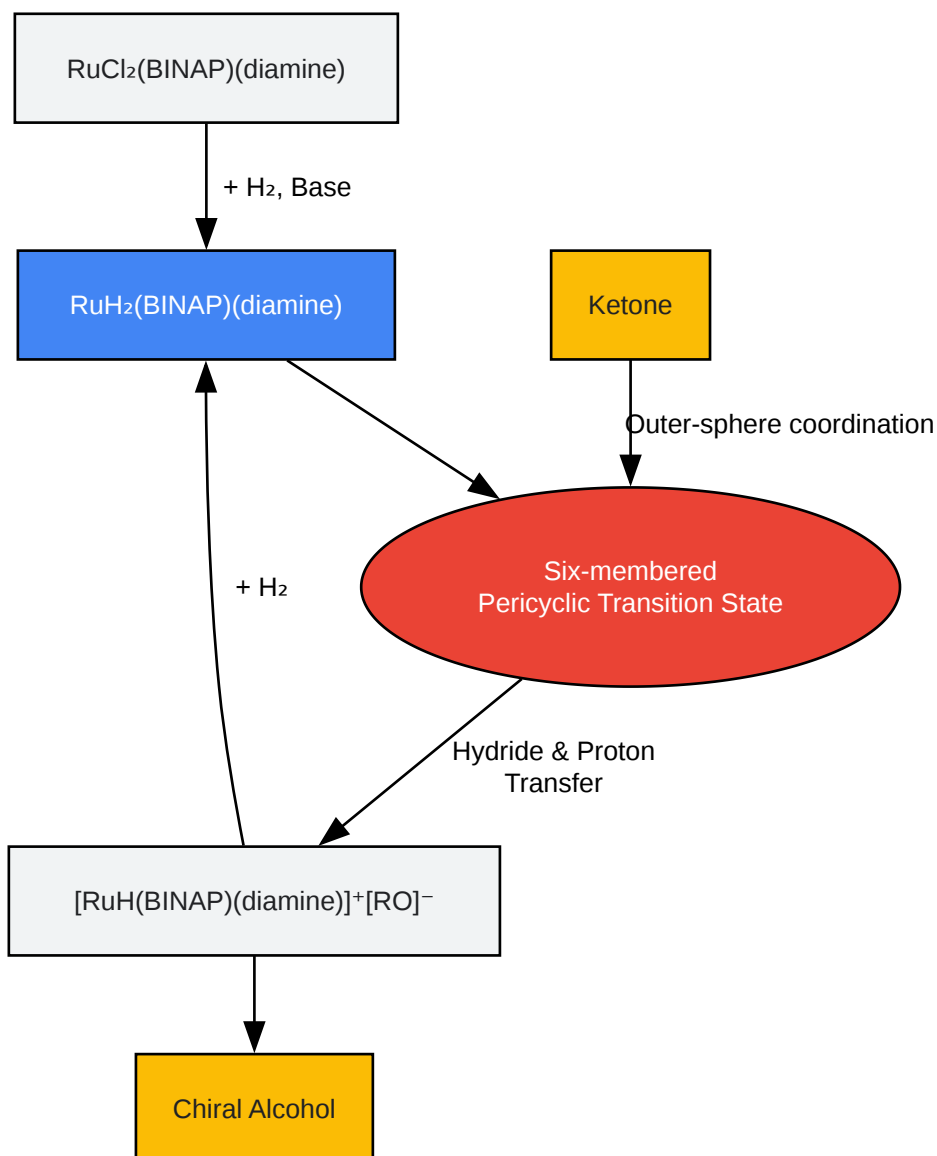 RuCl₂(BINAP)(diamine)
+ H₂, Base
RuH₂(BINAP)(diamine)
Ketone
Outer-sphere coordination
Six-membered
Pericyclic Transition State
+ H₂
Hydride & Proton
Transfer
[RuH(BINAP)(diamine)]⁺[RO]⁻
Chiral Alcohol